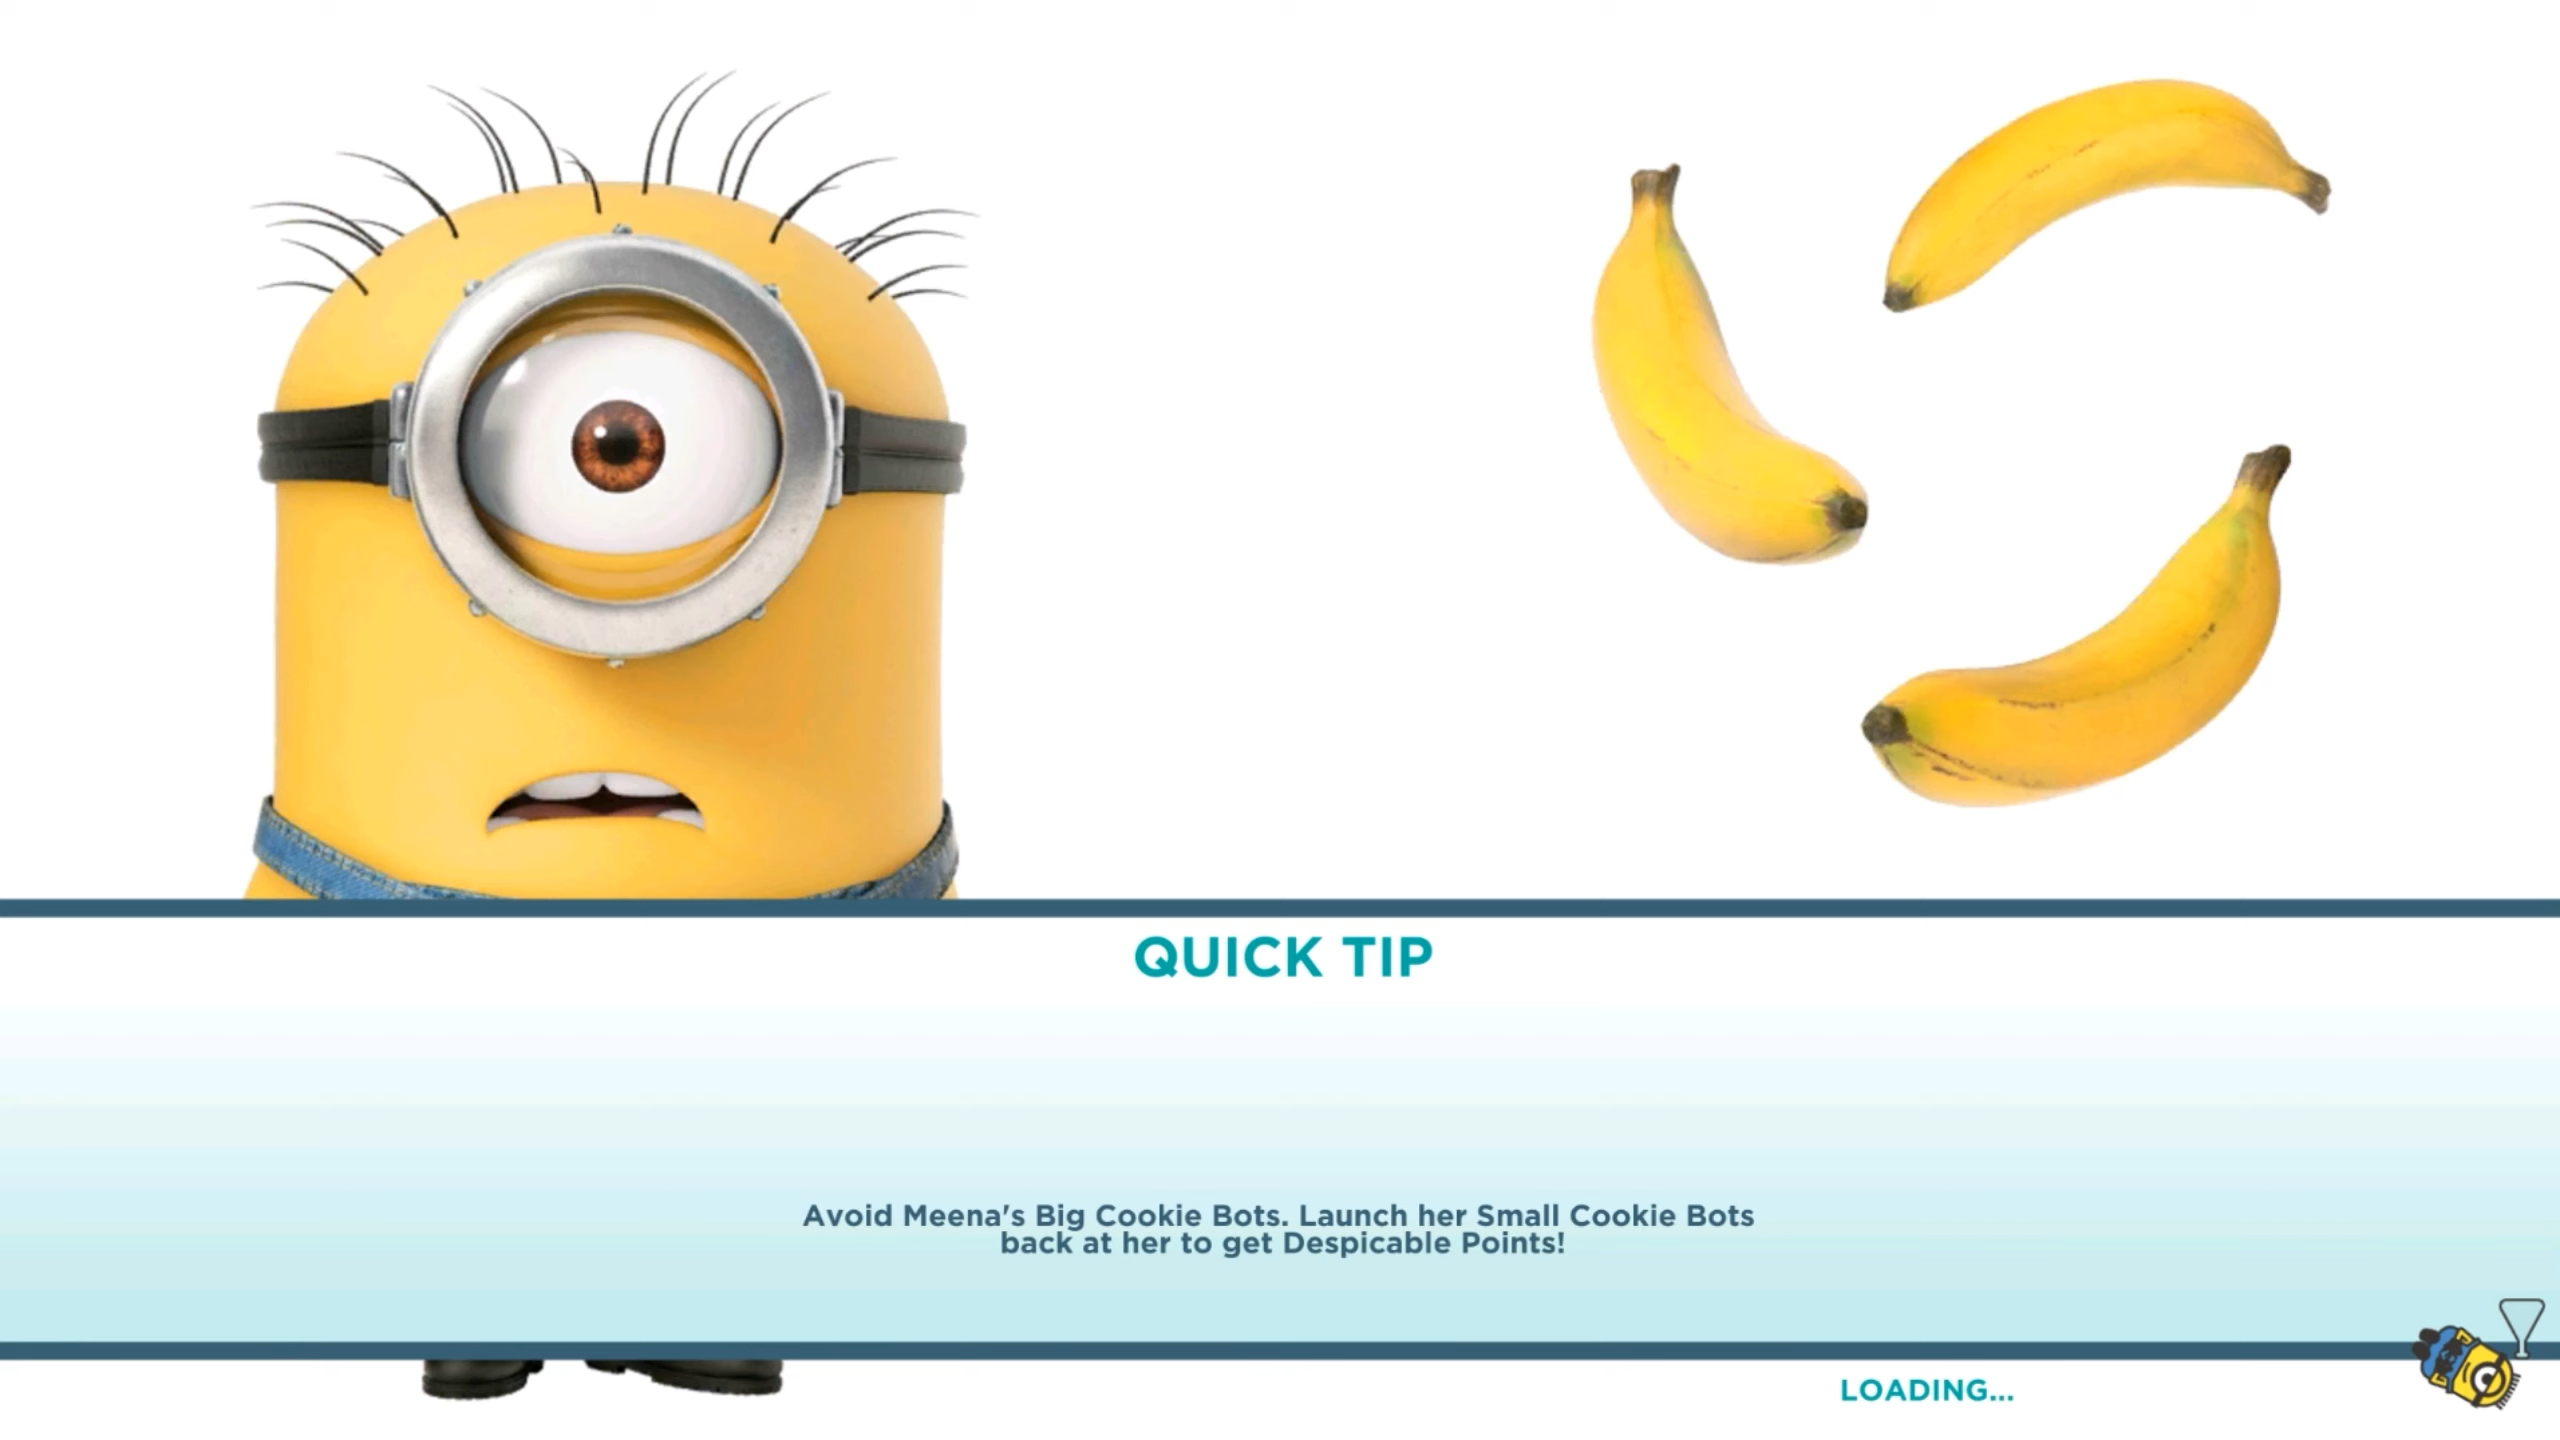 QUICK TIP
Avoid Meena's Big Cookie Bots. Launch her Small Cookie Bots
back at her to get Despicable Points!
LOADING...